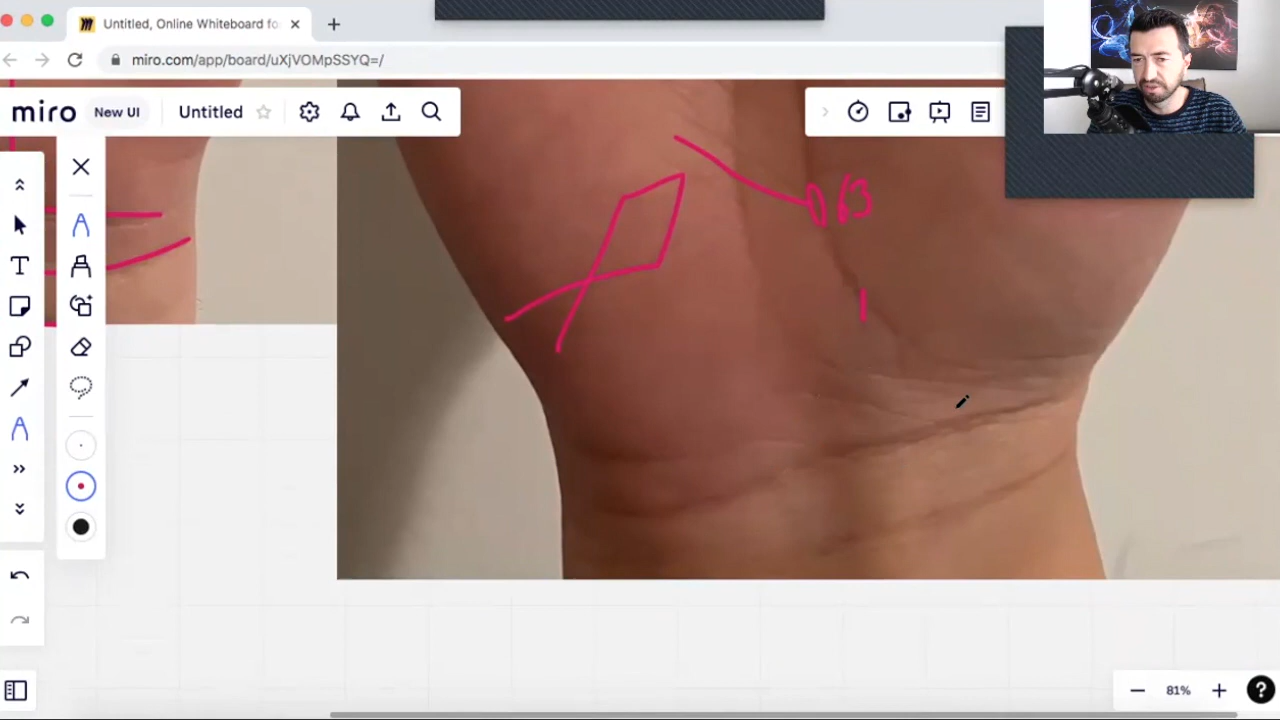 Untitled, Online Whiteboard fo
miro.com/app/board/uXjVOMpSSYQ=/
miro New UI Untitled
81%